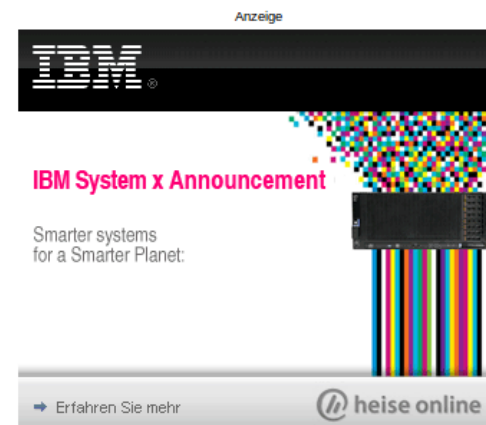 Anzeige
IBM®
IBM System x Announcement
Smarter systems
for a Smarter Planet:
Erfahren Sie mehr
heise online